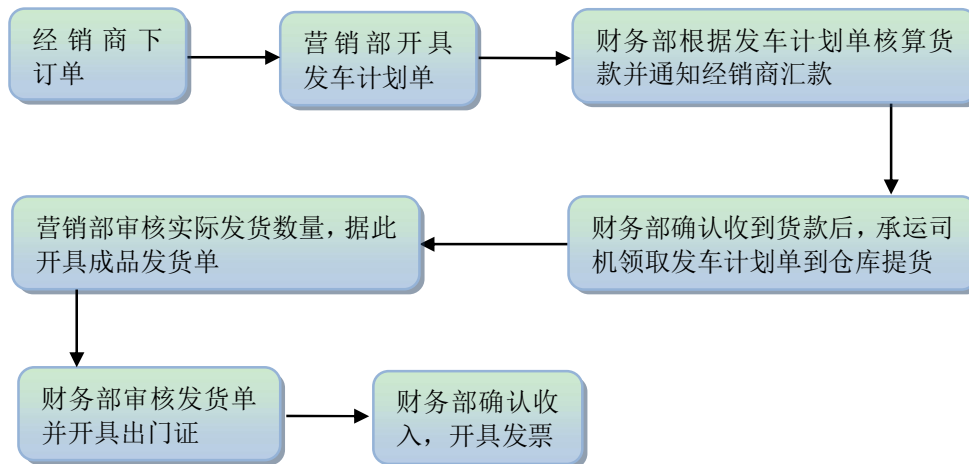 经销商下
订单
营销部开具
发车计划单
财务部根据发车计划单核算货
款并通知经销商汇款
财务部确认收到货款后，承运司
机领取发车计划单到仓库提货
营销部审核实际发货数量，据此
开具成品发货单
财务部审核发货单
并开具出门证
财务部确认收
入，开具发票